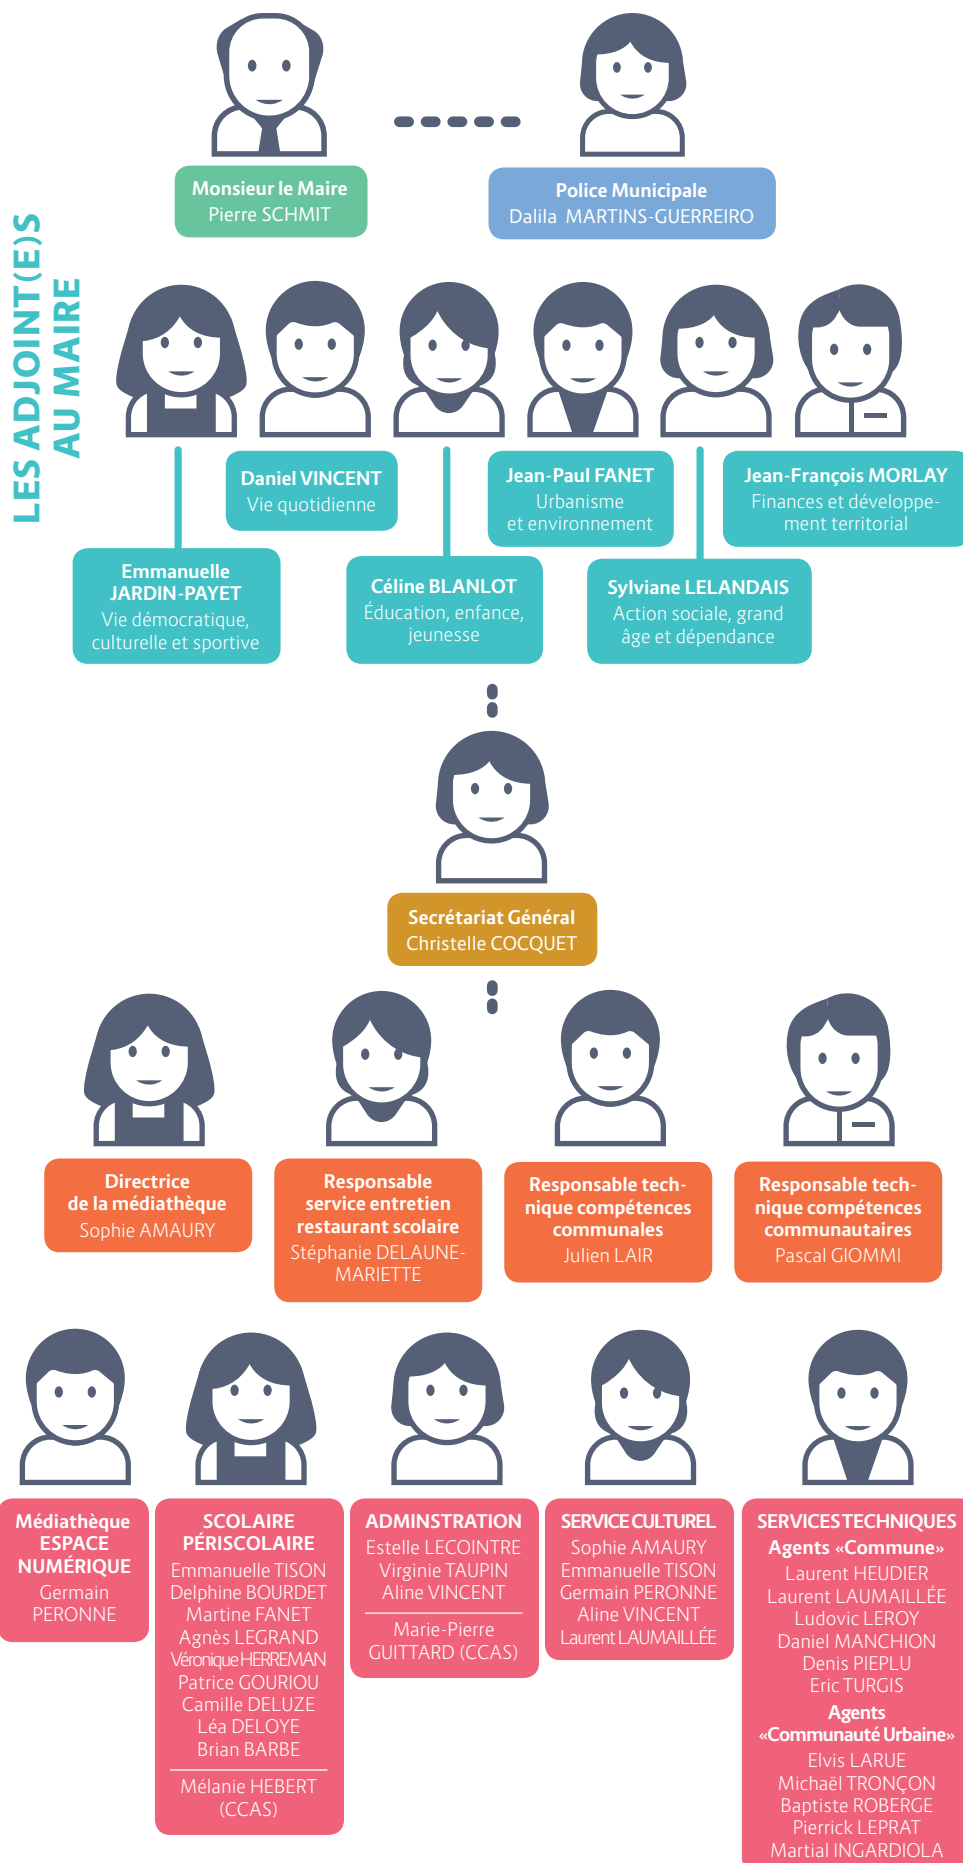 Monsieur le Maire
Pierre SCHMIT
Police Municipale
Dalila MARTINS-GUERREIRO
LES ADJOINT(E)S
AU MAIRE
Emmanuelle
JARDIN-PAYET
Vie démocratique,
culturelle et sportive
Daniel VINCENT
Vie quotidienne
Céline BLANLOT
Éducation, enfance,
jeunesse
Jean-Paul FANET
Urbanisme
et environnement
Sylviane LELANDAIS
Action sociale, grand
âge et dépendance
Jean-François MORLAY
Finances et développe-
ment territorial
Secrétariat Général
Christelle COCQUET
Directrice
de la médiathèque
Sophie AMAURY
Responsable
service entretien
restaurant scolaire
Stéphanie DELAUNE-
MARIETTE
Responsable tech-
nique compétences
communales
Julien LAIR
Responsable tech-
nique compétences
communautaires
Pascal GIOMMI
Médiathèque
ESPACE
NUMÉRIQUE
Germain
PERONNE
SCOLAIRE
PÉRISCOLAIRE
Emmanuelle TISON
Delphine BOURDET
Martine FANET
Agnès LEGRAND
Véronique HERREMAN
Patrice GOURIOU
Camille DELUZE
Léa DELOYE
Brian BARBE
Mélanie HEBERT
(CCAS)
ADMINSTRATION
Estelle LECOINTRE
Virginie TAUPIN
Aline VINCENT
Marie-Pierre
GUITTARD (CCAS)
SERVICE CULTUREL
Sophie AMAURY
Emmanuelle TISON
Germain PERONNE
Aline VINCENT
Laurent LAUMAILLÉE
SERVICES TECHNIQUES
Agents «Commune»
Laurent HEUDIER
Laurent LAUMAILLÉE
Ludovic LEROY
Daniel MANCHION
Denis PIEPLU
Eric TURGIS
Agents
«Communauté Urbaine»
Elvis LARUE
Michaël TRONÇON
Baptiste ROBERGE
Pierrick LEPRAT
Martial INGARDIOLA